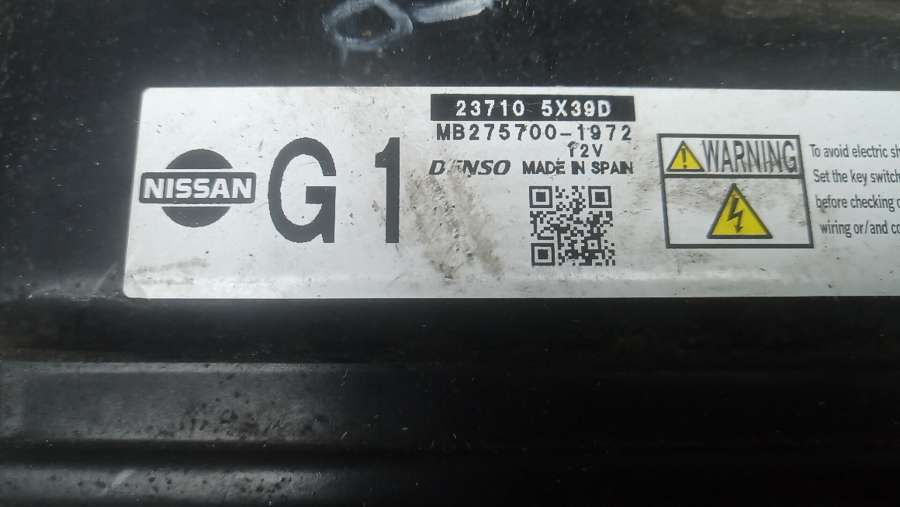 23710 5X39D
MB275700-1972
12V
DENSO MADE IN SPAIN
NISSAN
G1
WARNING
To avoid electric
Set the key switch
before checking
wiring or/and